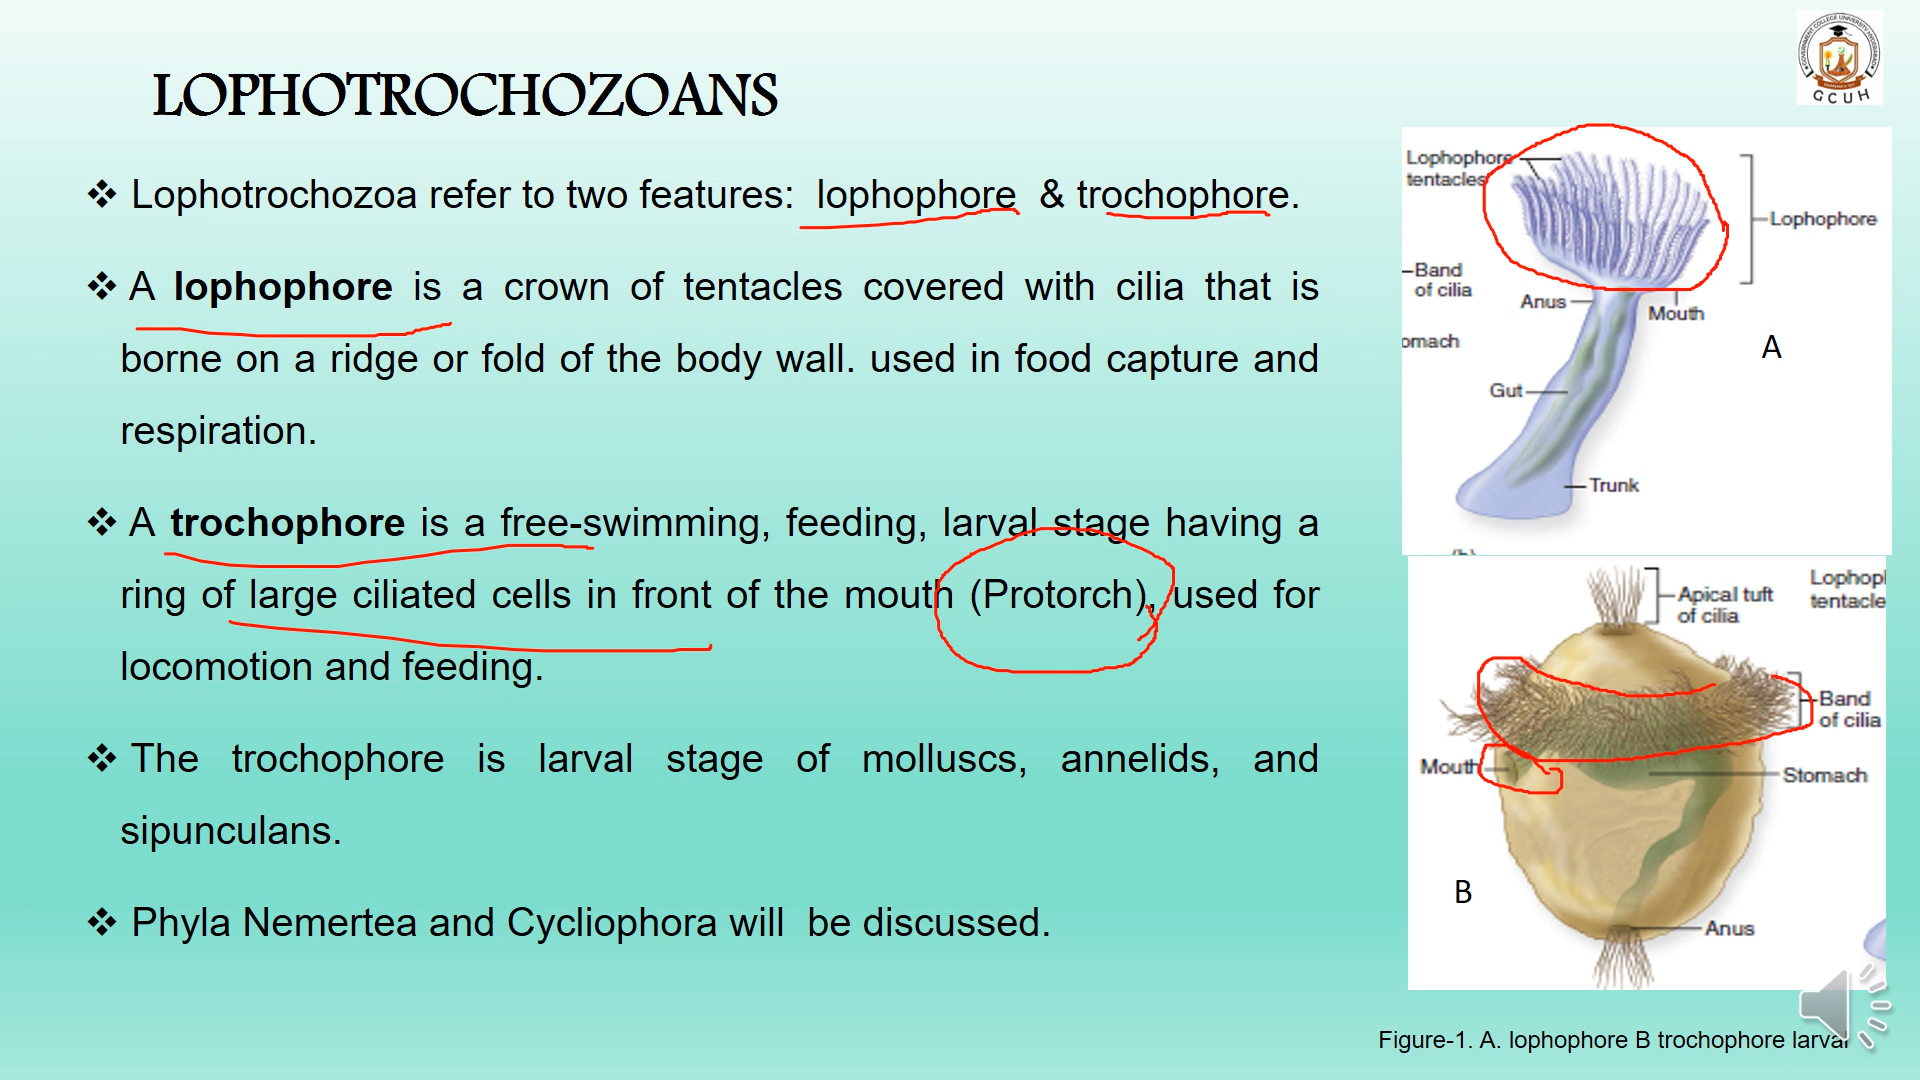 LOPHOTROCHOZOANS
❖ Lophotrochozoa refer to two features: lophophore & trochophore.
❖ A lophophore is a crown of tentacles covered with cilia that is
borne on a ridge or fold of the body wall. used in food capture and
respiration.
❖ A trochophore is a free-swimming, feeding, larval stage having a
ring of large ciliated cells in front of the mouth (Protorch), used for
locomotion and feeding.
❖ The trochophore is larval stage of molluscs, annelids, and
sipunculans.
❖ Phyla Nemertea and Cycliophora will be discussed.
GCUH
Lophophore
tentacles
Lophophore
Band
of cilia
Anus
Mouth
omach
A
Gut
Trunk
Apical tuft
of cilia
Lophop
tentacle
Band
of cilia
Mouth
Stomach
B
Anus
Figure-1. A. lophophore B trochophore larval